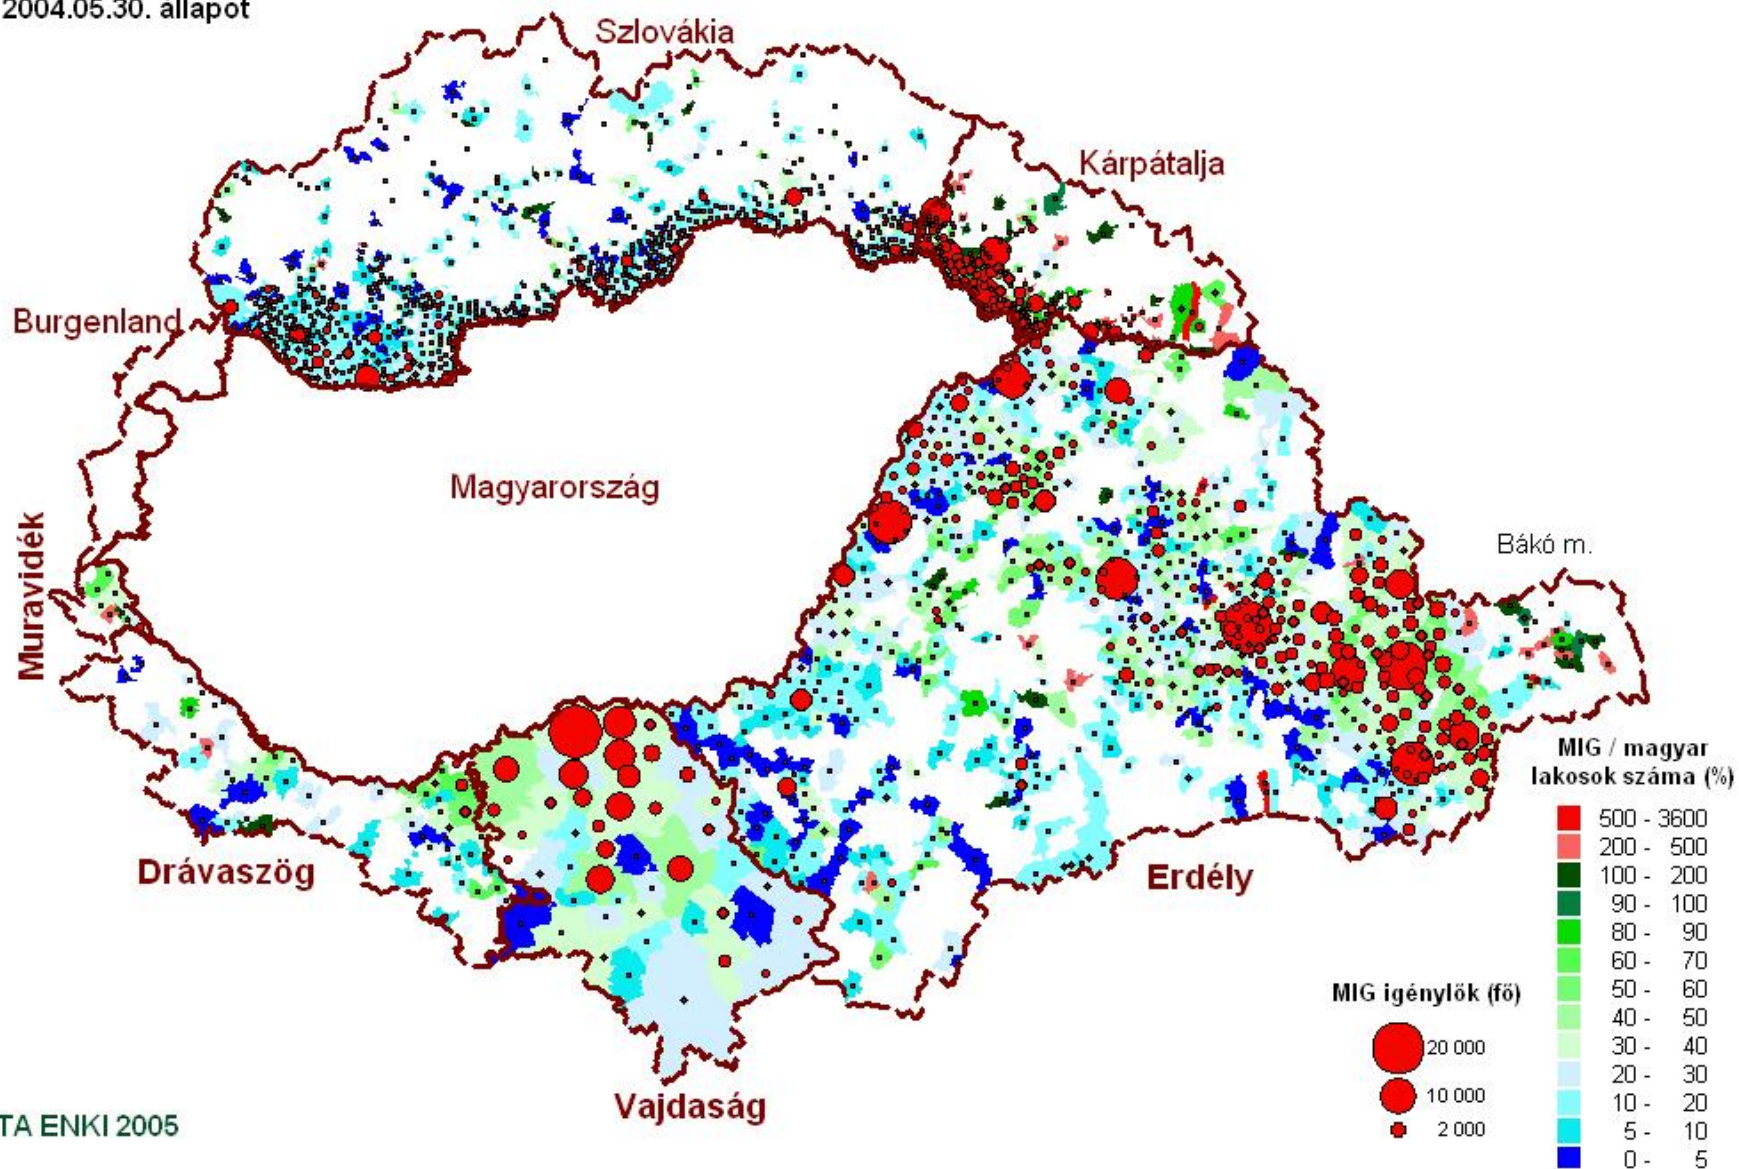 2004.05.30. állapot
Szlovákia
Kárpátalja
Burgenland
Magyarország
Muravidék
Bákó m.
Drávaszög
Erdély
Vajdaság
MIG / magyar
lakosok száma (%)
500 - 3600
200 - 500
100 - 200
90 - 100
80 - 90
60 - 70
50 - 60
40 - 50
30 - 40
20 - 30
10 - 20
5 - 10
0 - 5
MIG igénylök (fö)
20 000
10 000
2 000
TA ENKI 2005